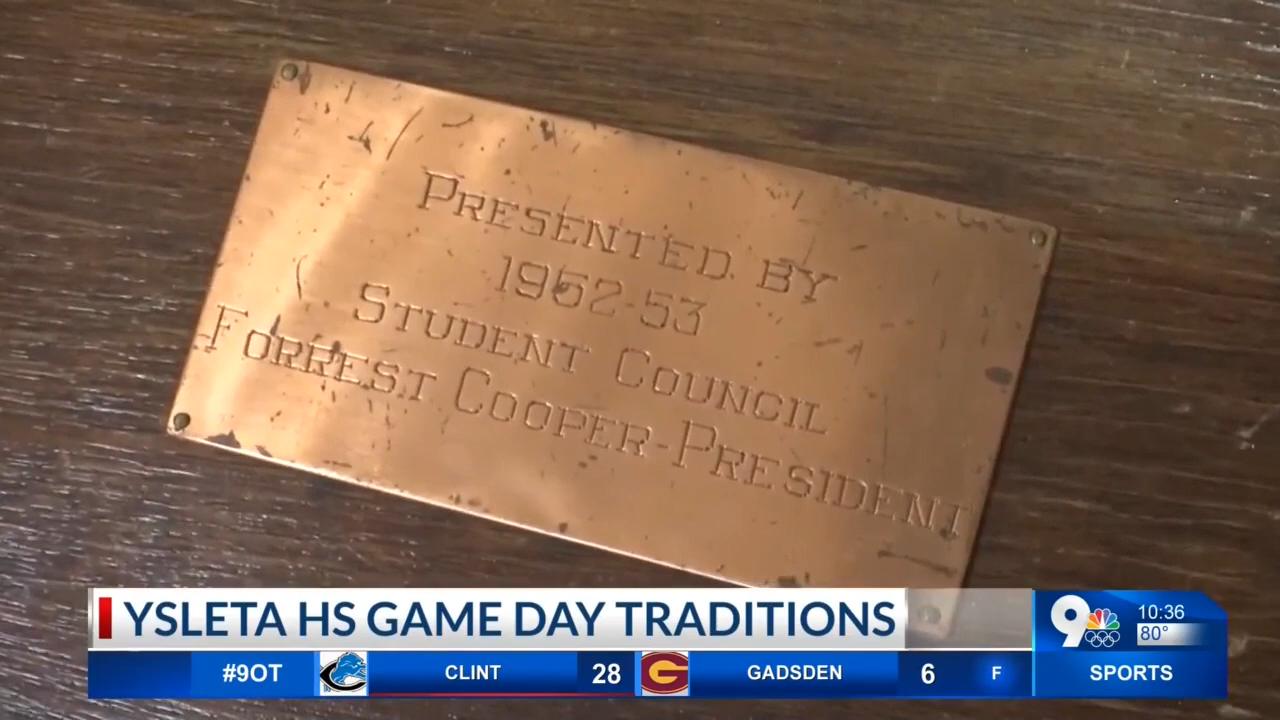 PRESENTED BY
1952-53
STUDENT COUNCIL
FORREST COOPER-PRESIDENT
YSLETA HS GAME DAY TRADITIONS
9 10:36
80°
#9OT CLINT 28 GADSDEN 6 F SPORTS